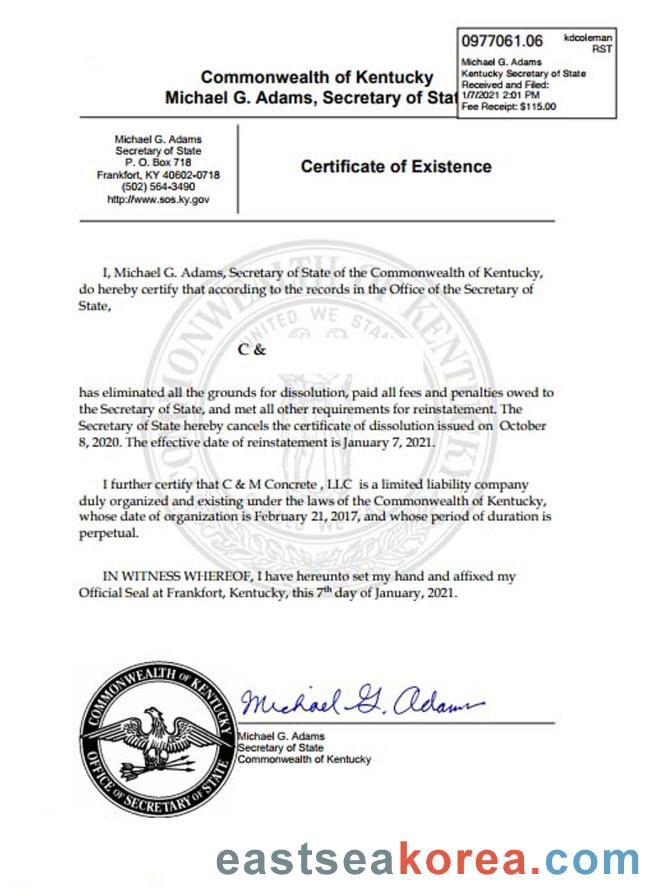 0977061.06
kdcoleman
RST
Michael G. Adams
Kentucky Secretary of State
Received and Filed:
1/7/2021 2:01 PM
Fee Receipt: $115.00
Commonwealth of Kentucky
Michael G. Adams, Secretary of Stat
Michael G. Adams
Secretary of State
P. O. Box 718
Frankfort, KY 40602-0718
(502) 564-3490
http://www.sos.ky.gov
Certificate of Existence
I, Michael G. Adams, Secretary of State of the Commonwealth of Kentucky,
do hereby certify that according to the records in the Office of the Secretary of
State,
C &
has eliminated all the grounds for dissolution, paid all fees and penalties owed to
the Secretary of State, and met all other requirements for reinstatement. The
Secretary of State hereby cancels the certificate of dissolution issued on October
8, 2020. The effective date of reinstatement is January 7, 2021.
I further certify that C & M Concrete , LLC is a limited liability company
duly organized and existing under the laws of the Commonwealth of Kentucky,
whose date of organization is February 21, 2017, and whose period of duration is
perpetual.
IN WITNESS WHEREOF, I have hereunto set my hand and affixed my
Official Seal at Frankfort, Kentucky, this 7th day of January, 2021.
COMMONWEALTH OF KENTUCKY
UNITED WE STAN
COMMONWEALTH OF KENTUCKY
OFFICE OF SECRETARY OF STATE
Michael G. Adams
Michael G. Adams
Secretary of State
Commonwealth of Kentucky
eastseakorea.com